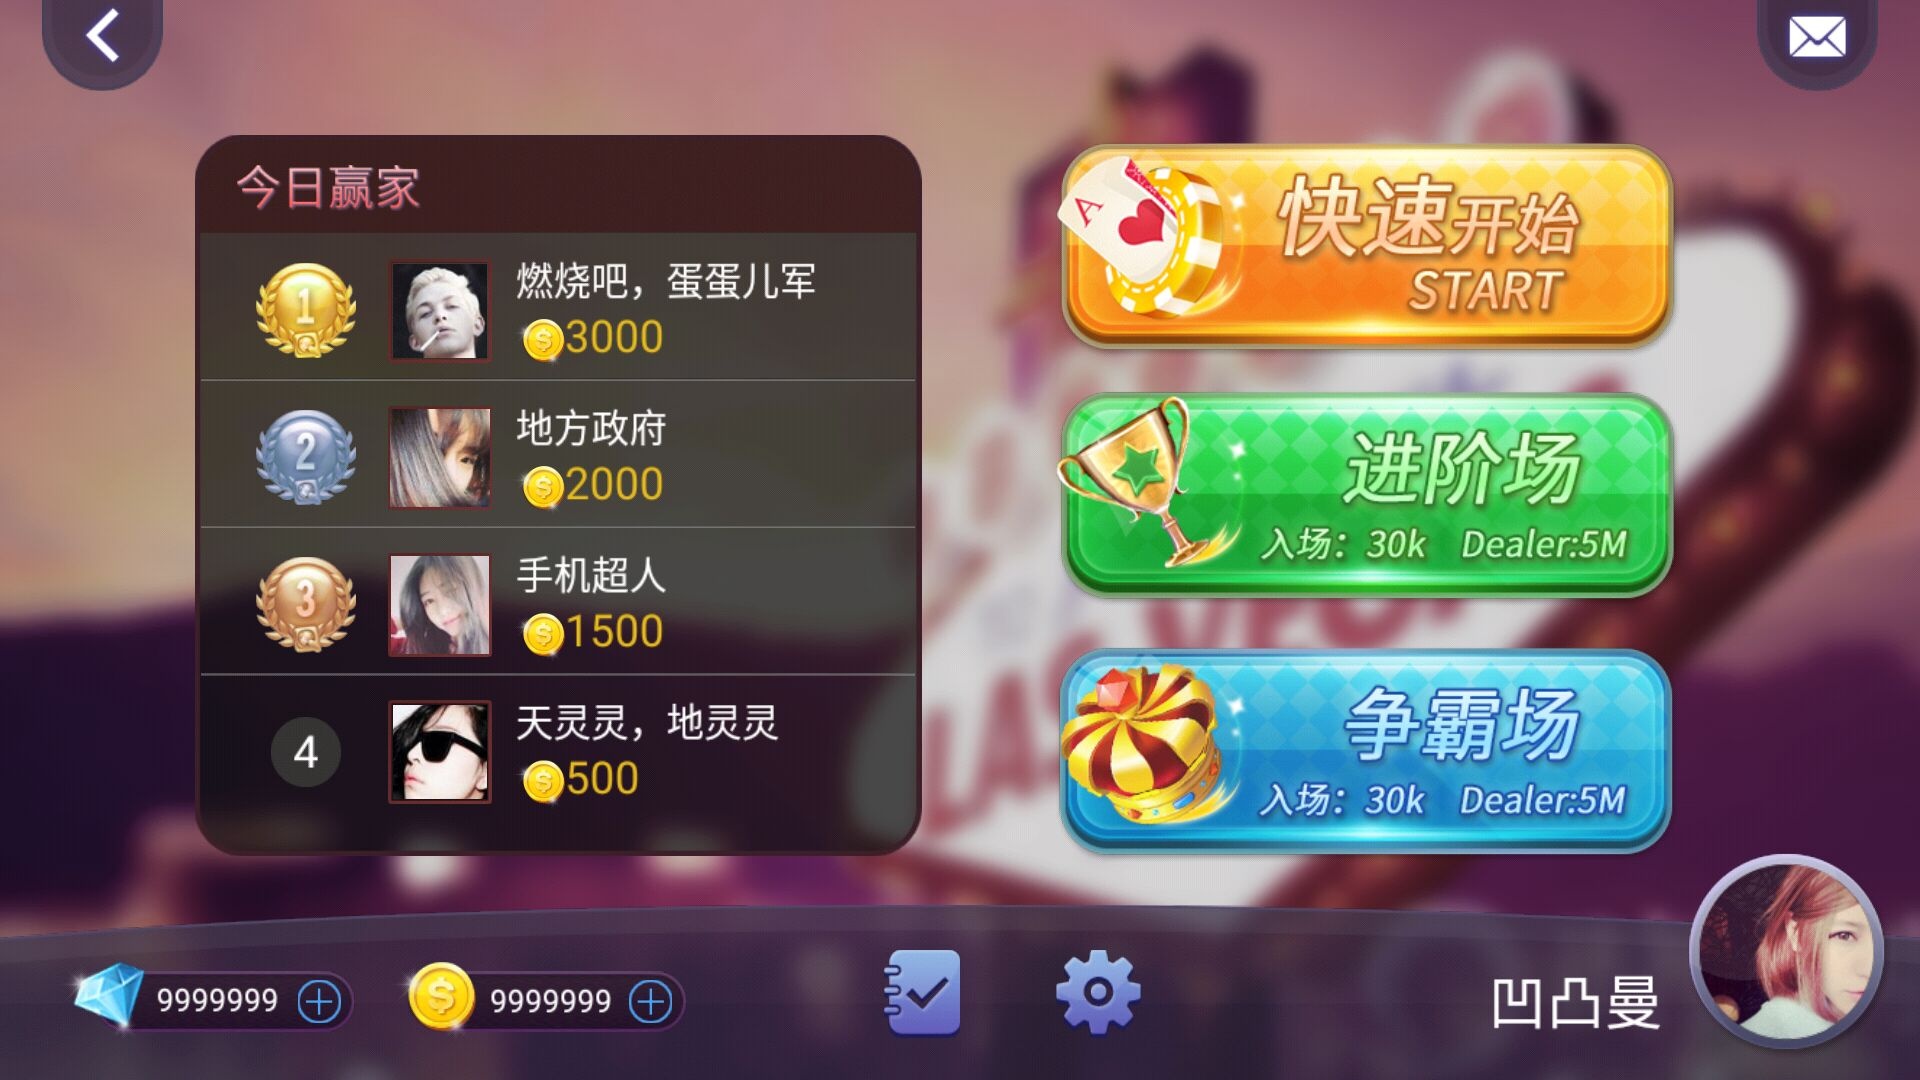 今日赢家
1
燃烧吧，蛋蛋儿军
3000
2
地方政府
2000
3
手机超人
1500
4
天灵灵，地灵灵
500
A
快速开始
START
进阶场
入场：30k Dealer:5M
争霸场
入场：30k Dealer:5M
9999999
9999999
凹凸曼